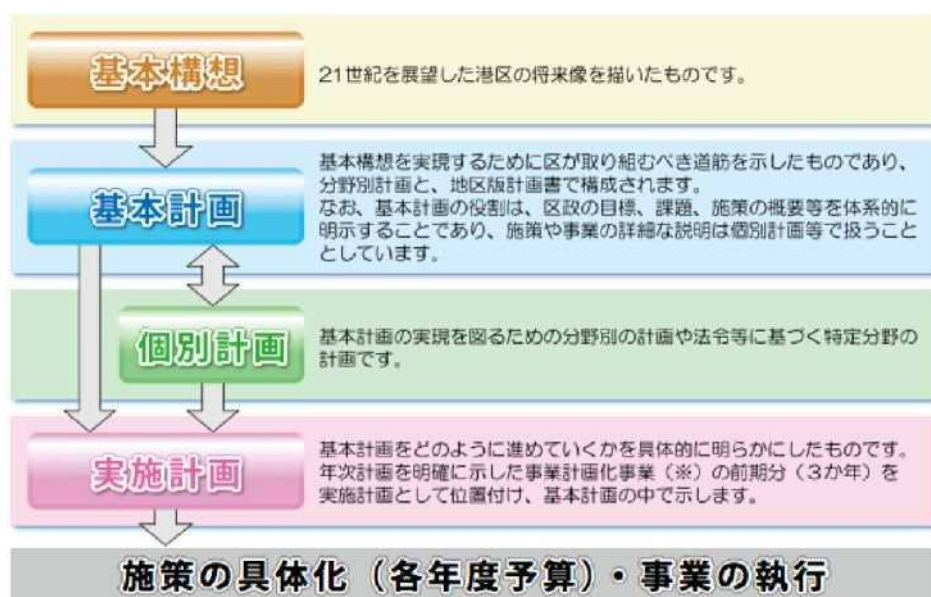 基本構想
21世紀を展望した港区の将来像を描いたものです。
基本計画
基本構想を実現するために区が取り組むべき道筋を示したものであり、
分野別計画と、地区版計画書で構成されます。
なお、基本計画の役割は、区政の目標、課題、施策の概要等を体系的に
明示することであり、施策や事業の詳細な説明は個別計画等で扱うこと
としています。
個別計画
基本計画の実現を図るための分野別の計画や法令等に基づく特定分野の
計画です。
実施計画
基本計画をどのように進めていくかを具体的に明らかにしたものです。
年次計画を明確に示した事業計画化事業（※）の前期分（３か年）を
実施計画として位置付け、基本計画の中で示します。
施策の具体化（各年度予算）・事業の執行